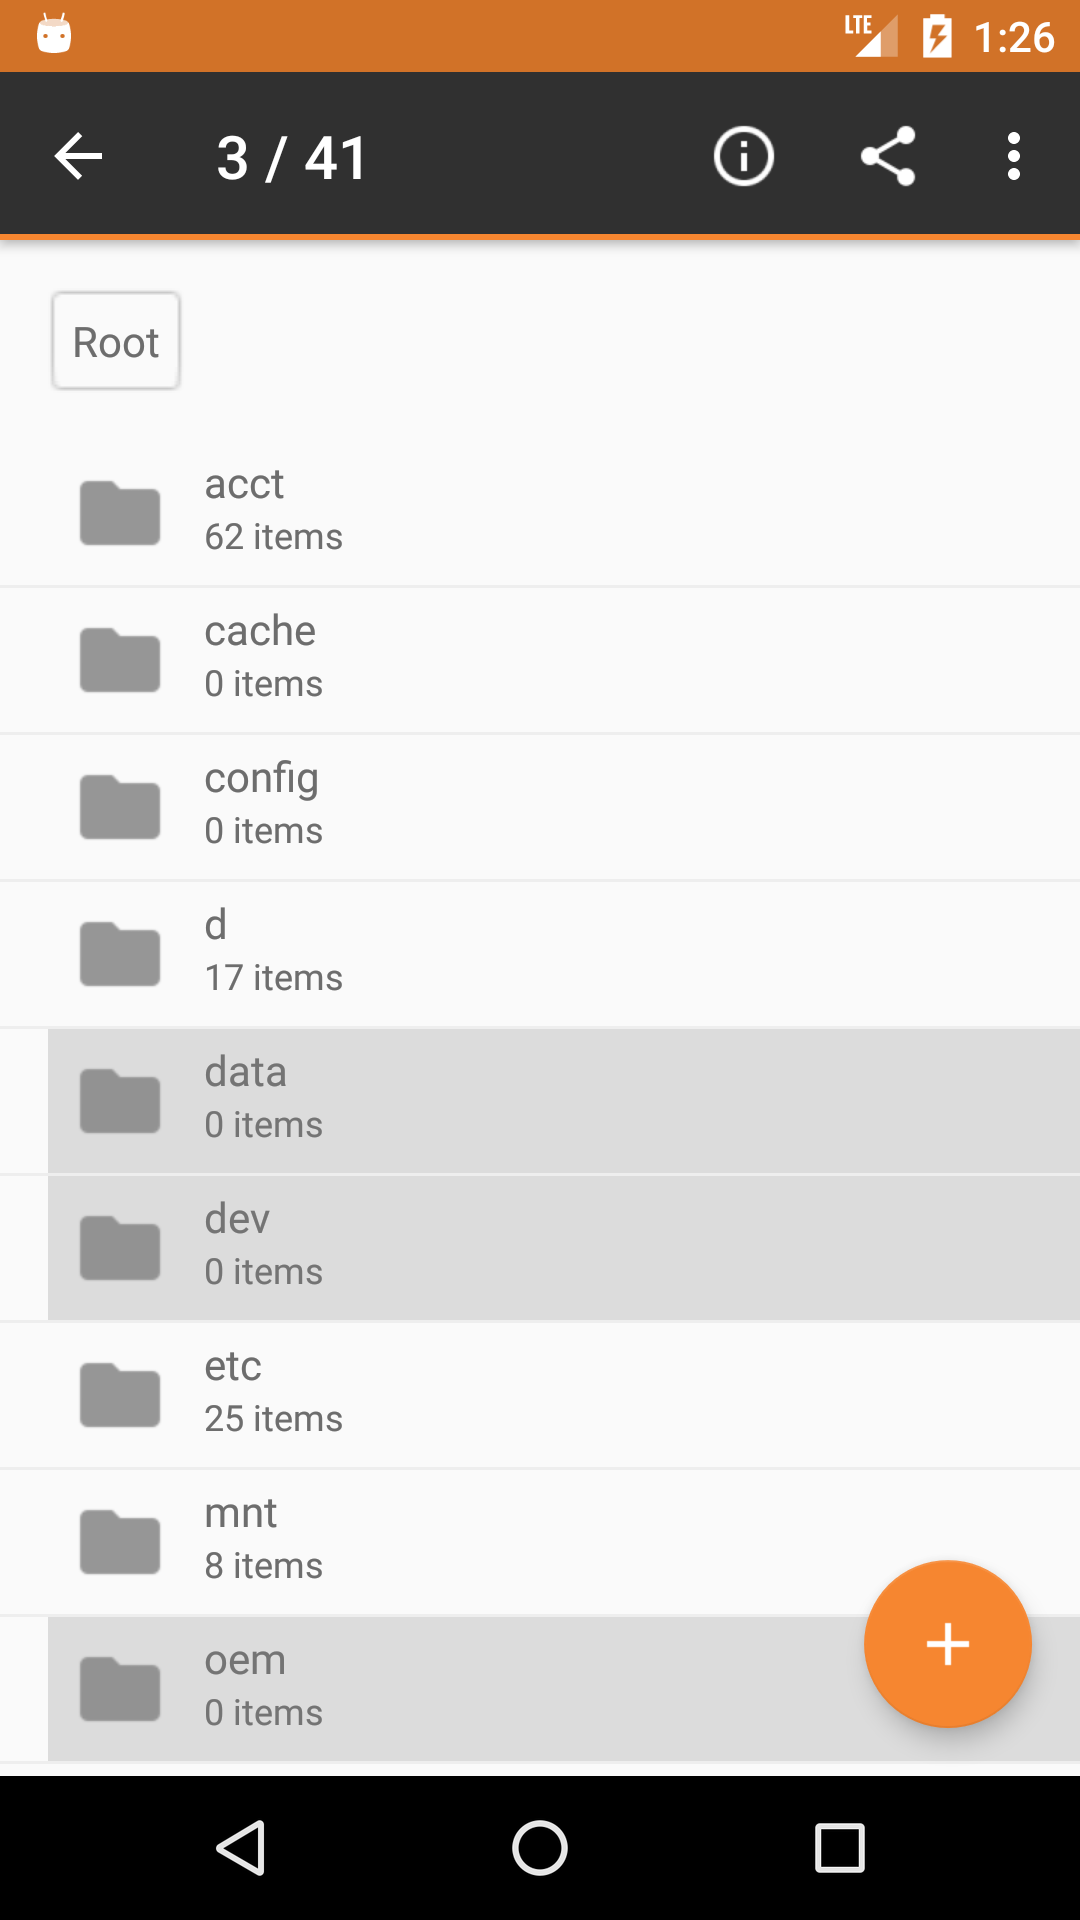 LTE 1:26
3 / 41
Root
acct
62 items
cache
0 items
config
0 items
d
17 items
data
0 items
dev
0 items
etc
25 items
mnt
8 items
oem
0 items